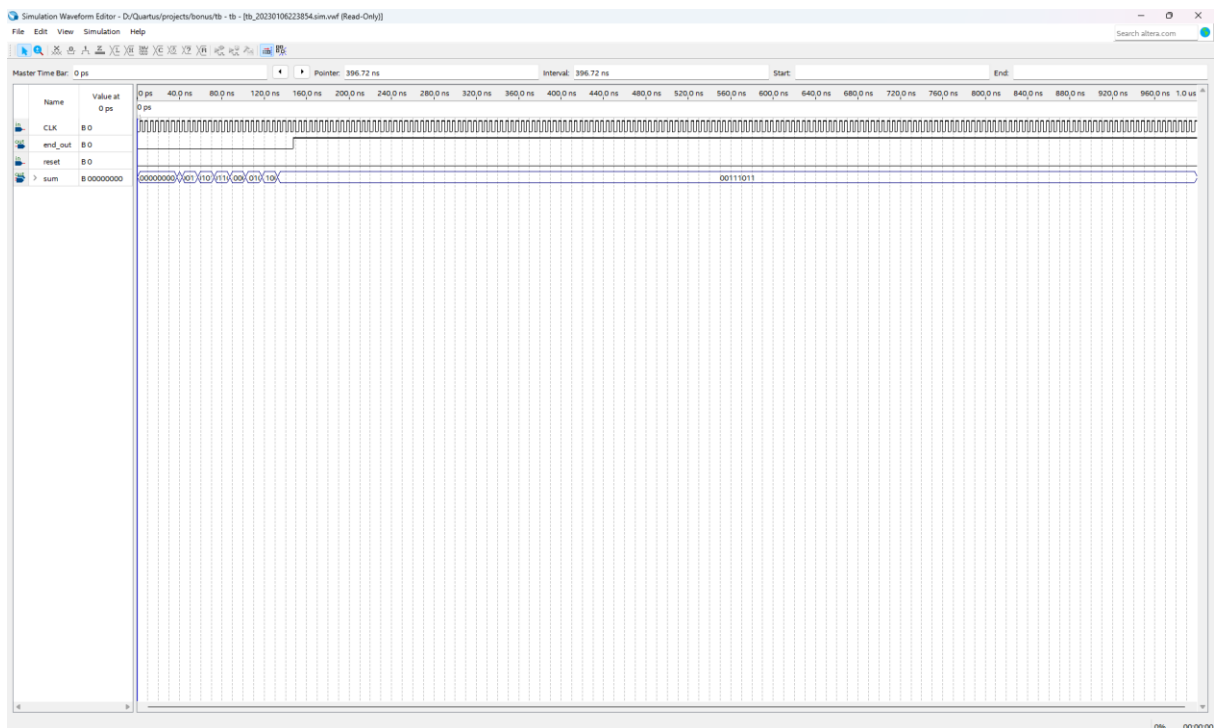 Simulation Waveform Editor - D:/Quartus/projects/bonus/tb - tb - [tb_20230106223854.sim.vwf (Read-Only)]
File Edit View Simulation Help
Search altera.com
Master Time Bar: 0 ps
Pointer: 396.72 ns
Interval: 396.72 ns
Start:
End:
Name Value at 0 ps
0 ps 40.0 ns 80.0 ns 120.0 ns 160.0 ns 200.0 ns 240.0 ns 280.0 ns 320.0 ns 360.0 ns 400.0 ns 440.0 ns 480.0 ns 520.0 ns 560.0 ns 600.0 ns 640.0 ns 680.0 ns 720.0 ns 760.0 ns 800.0 ns 840.0 ns 880.0 ns 920.0 ns 960.0 ns 1.0 us
0 ps
CLK B 0
end_out B 0
reset B 0
sum B 00000000 00000000 00111011
0% 00:00:00